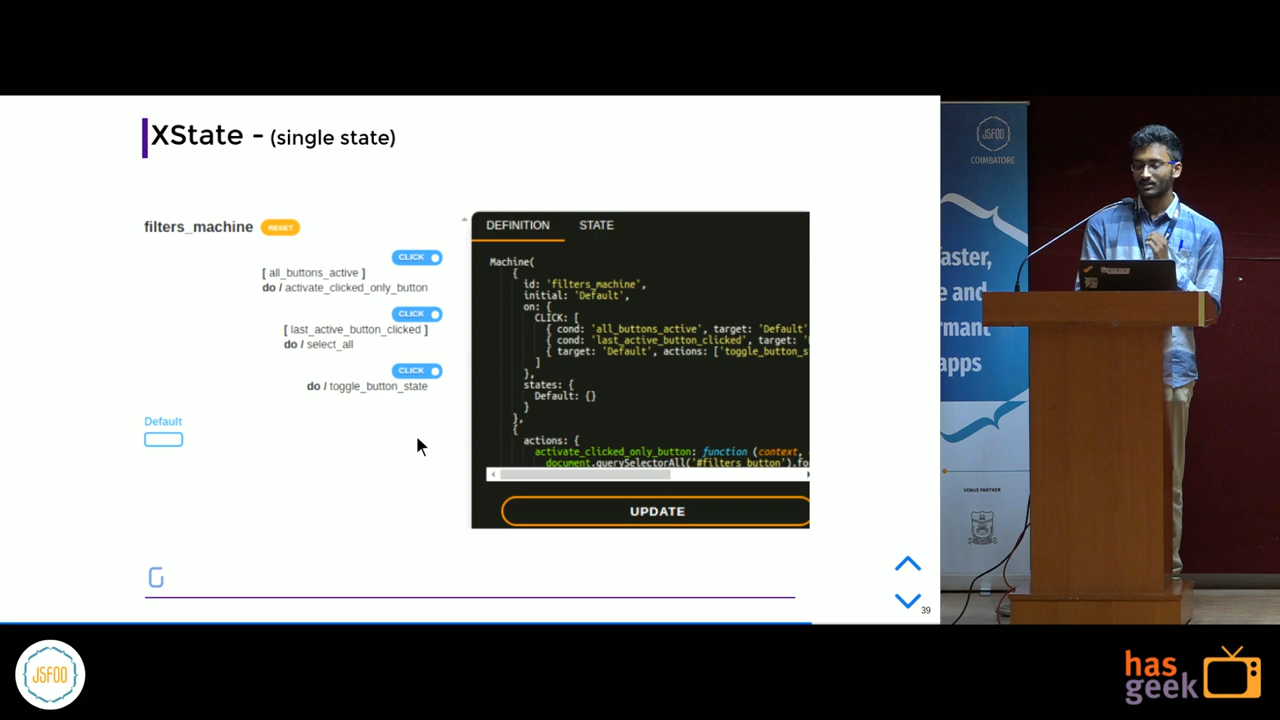 XState - (single state)
filters_machine
RESET
CLICK
[ all_buttons_active ]
do / activate_clicked_only_button
CLICK
[ last_active_button_clicked ]
do / select_all
CLICK
do / toggle_button_state
Default
DEFINITION STATE
Machine(
{
id: 'filters_machine',
initial: 'Default',
on: {
CLICK: [
{ cond: 'all_buttons_active', target: 'Default'
{ cond: 'last_active_button_clicked', target: '
{ target: 'Default', actions: ['toggle_button_s
]
},
states: {
Default: {}
}
},
{
actions: {
activate_clicked_only_button: function (context,
document.querySelectorAll('#filters button').fo
UPDATE
39
JSFOO
COIMBATORE
aster,
e and
rmant
apps
VENUE PARTNER
JSFOO
has
geek